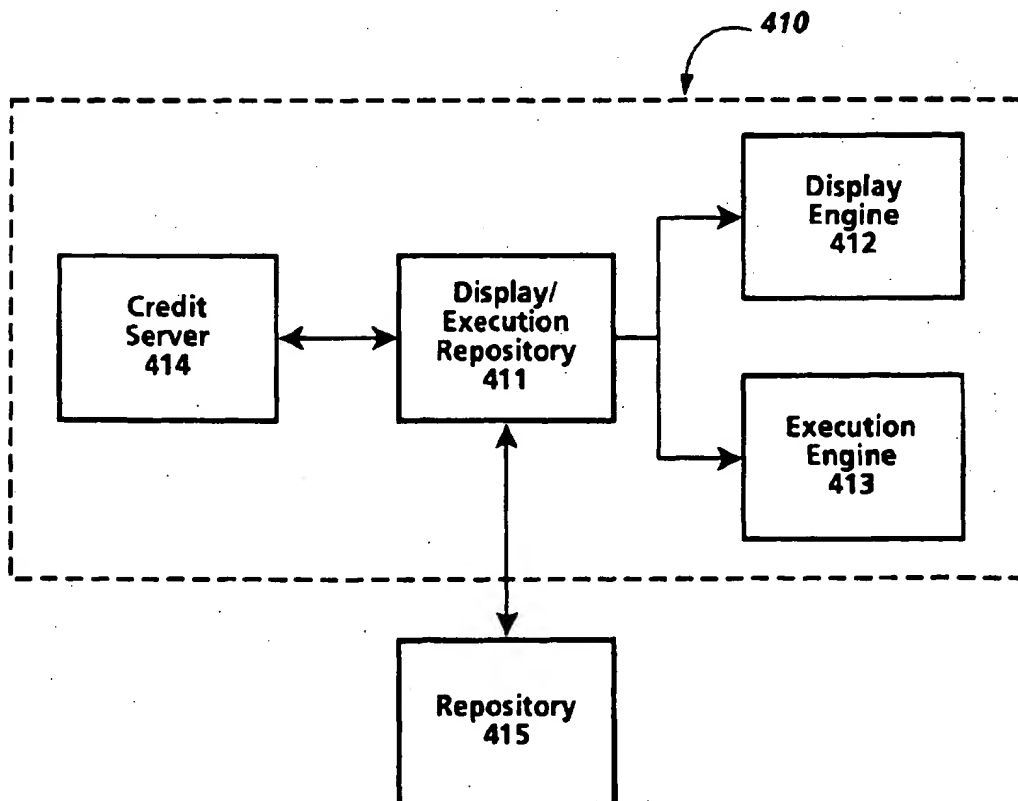 410
Display
Engine
412
Credit
Server
414
Display/
Execution
Repository
411
Execution
Engine
413
Repository
415